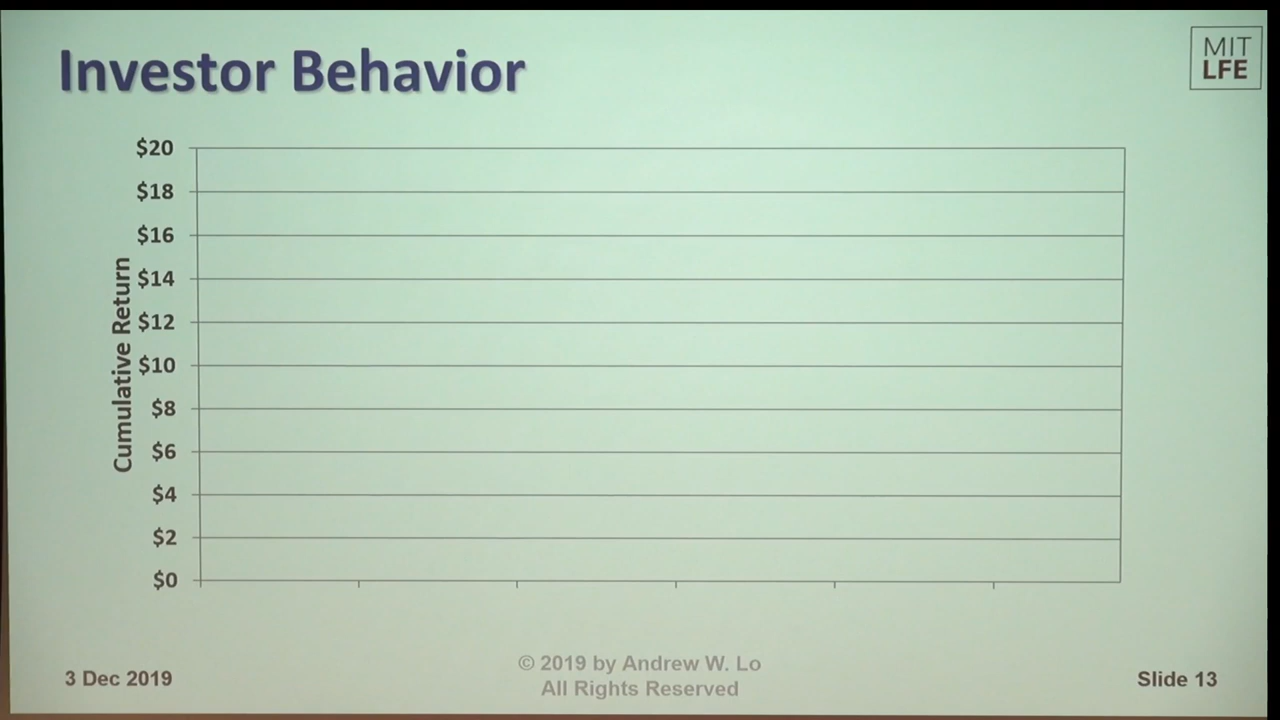 Investor Behavior
MIT
LFE
$20
$18
$16
$14
$12
$10
$8
$6
$4
$2
$0
Cumulative Return
3 Dec 2019
© 2019 by Andrew W. Lo
All Rights Reserved
Slide 13